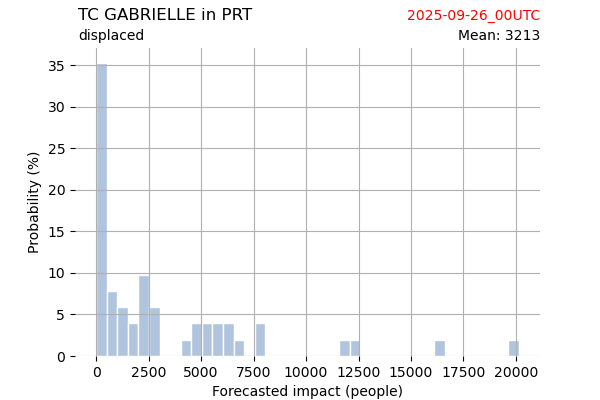 TC GABRIELLE in PRT
2025-09-26_00UTC
displaced
Mean: 3213
35
30
25
20
15
10
5
0
Probability (%)
0 2500 5000 7500 10000 12500 15000 17500 20000
Forecasted impact (people)